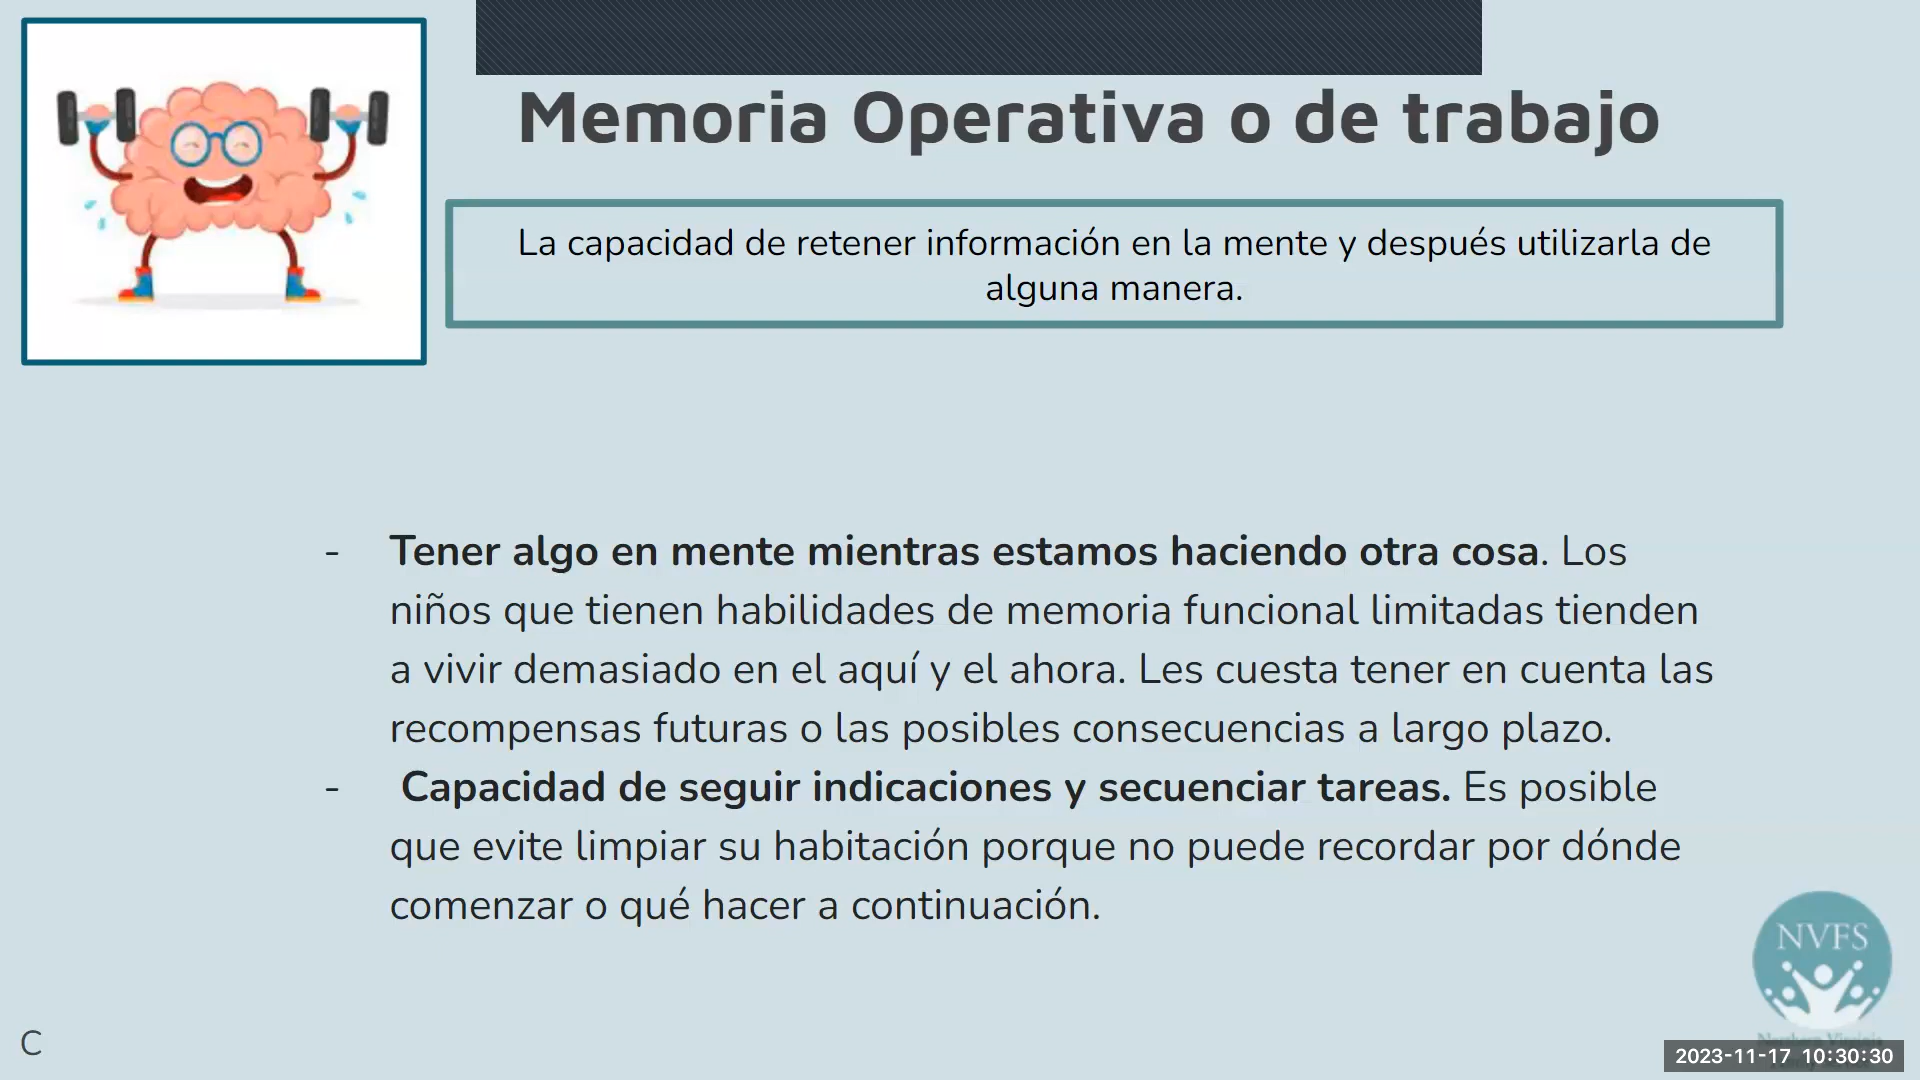 Memoria Operativa o de trabajo
La capacidad de retener información en la mente y después utilizarla de
alguna manera.
- Tener algo en mente mientras estamos haciendo otra cosa. Los
niños que tienen habilidades de memoria funcional limitadas tienden
a vivir demasiado en el aquí y el ahora. Les cuesta tener en cuenta las
recompensas futuras o las posibles consecuencias a largo plazo.
- Capacidad de seguir indicaciones y secuenciar tareas. Es posible
que evite limpiar su habitación porque no puede recordar por dónde
comenzar o qué hacer a continuación.
NVFS
Northern Virginia
C
2023-11-17 10:30:30